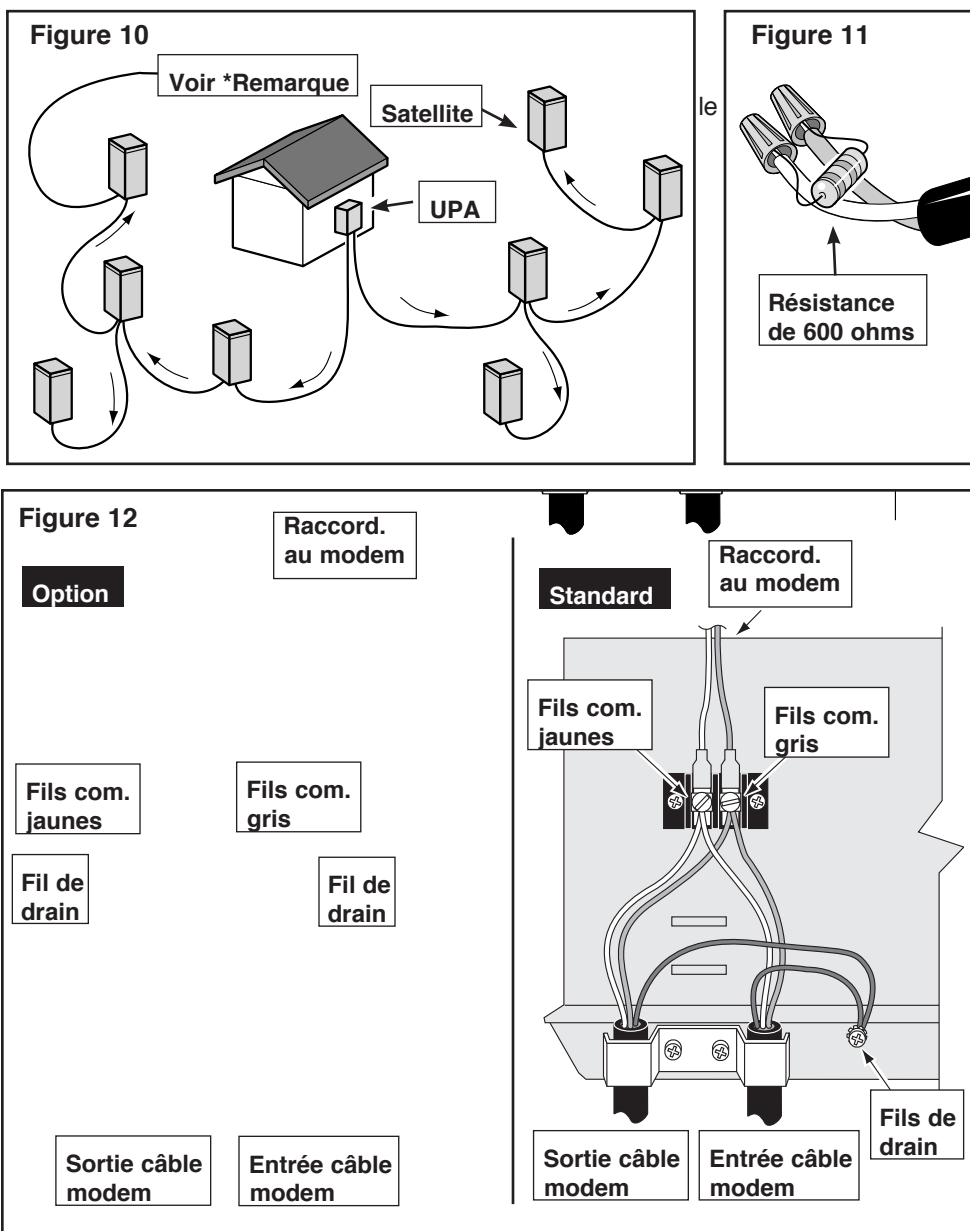 Figure 10
Voir *Remarque
Satellite
UPA
le
Figure 11
Résistance
de 600 ohms
Figure 12
Option
Raccord.
au modem
Fils com.
jaunes
Fils com.
gris
Fil de
drain
Fil de
drain
Sortie câble
modem
Entrée câble
modem
Standard
Raccord.
au modem
Fils com.
jaunes
Fils com.
gris
Fils de
drain
Sortie câble
modem
Entrée câble
modem